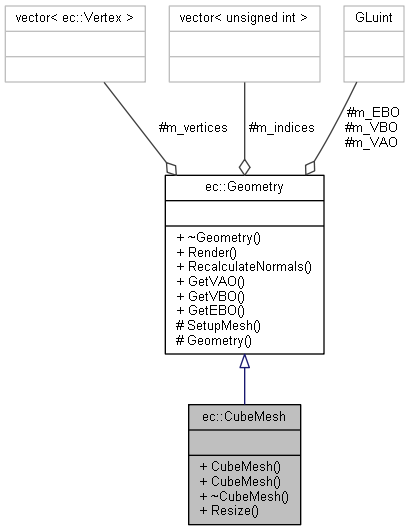 vector< ec::Vertex >
vector< unsigned int >
GLuint
#m_vertices
#m_indices
#m_EBO
#m_VBO
#m_VAO
ec::Geometry
+ ~Geometry()
+ Render()
+ RecalculateNormals()
+ GetVAO()
+ GetVBO()
+ GetEBO()
# SetupMesh()
# Geometry()
ec::CubeMesh
+ CubeMesh()
+ CubeMesh()
+ ~CubeMesh()
+ Resize()